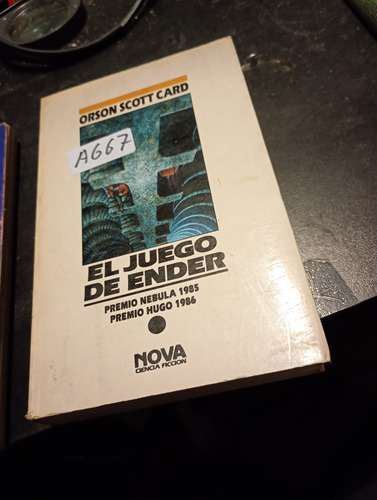 ORSON SCOTT CARD
A667
EL JUEGO
DE ENDER
PREMIO NEBULA 1985
PREMIO HUGO 1986
NOVA
CIENCIA FICCION